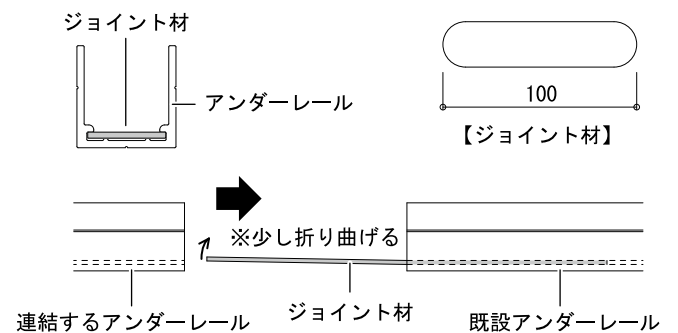 ジョイント材
アンダーレール
100
【ジョイント材】
※少し折り曲げる
連結するアンダーレール
ジョイント材
既設アンダーレール